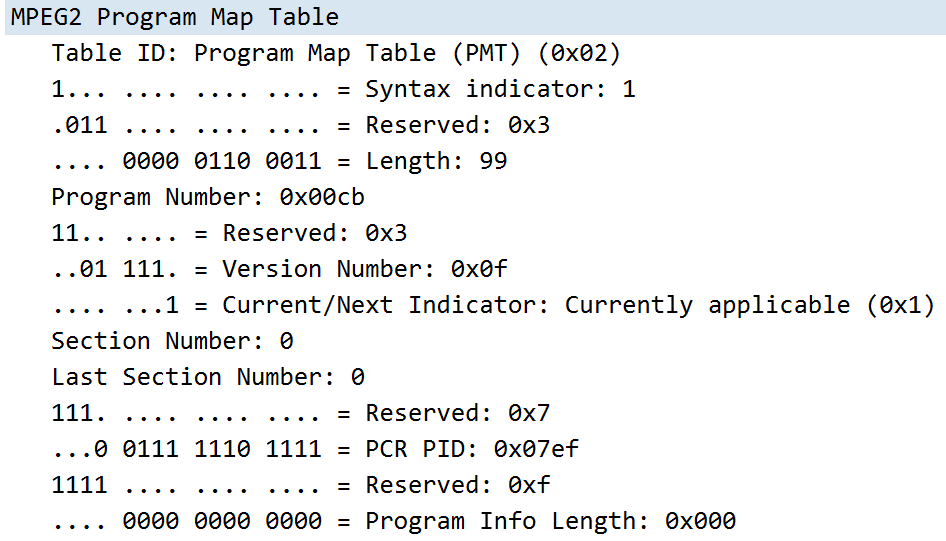 MPEG2 Program Map Table
Table ID: Program Map Table (PMT) (0x02)
1... .... .... .... = Syntax indicator: 1
.011 .... .... .... = Reserved: 0x3
.... 0000 0110 0011 = Length: 99
Program Number: 0x00cb
11.. .... = Reserved: 0x3
..01 111. = Version Number: 0x0f
.... ...1 = Current/Next Indicator: Currently applicable (0x1)
Section Number: 0
Last Section Number: 0
111. .... .... .... = Reserved: 0x7
...0 0111 1110 1111 = PCR PID: 0x07ef
1111 .... .... .... = Reserved: 0xf
.... 0000 0000 0000 = Program Info Length: 0x000